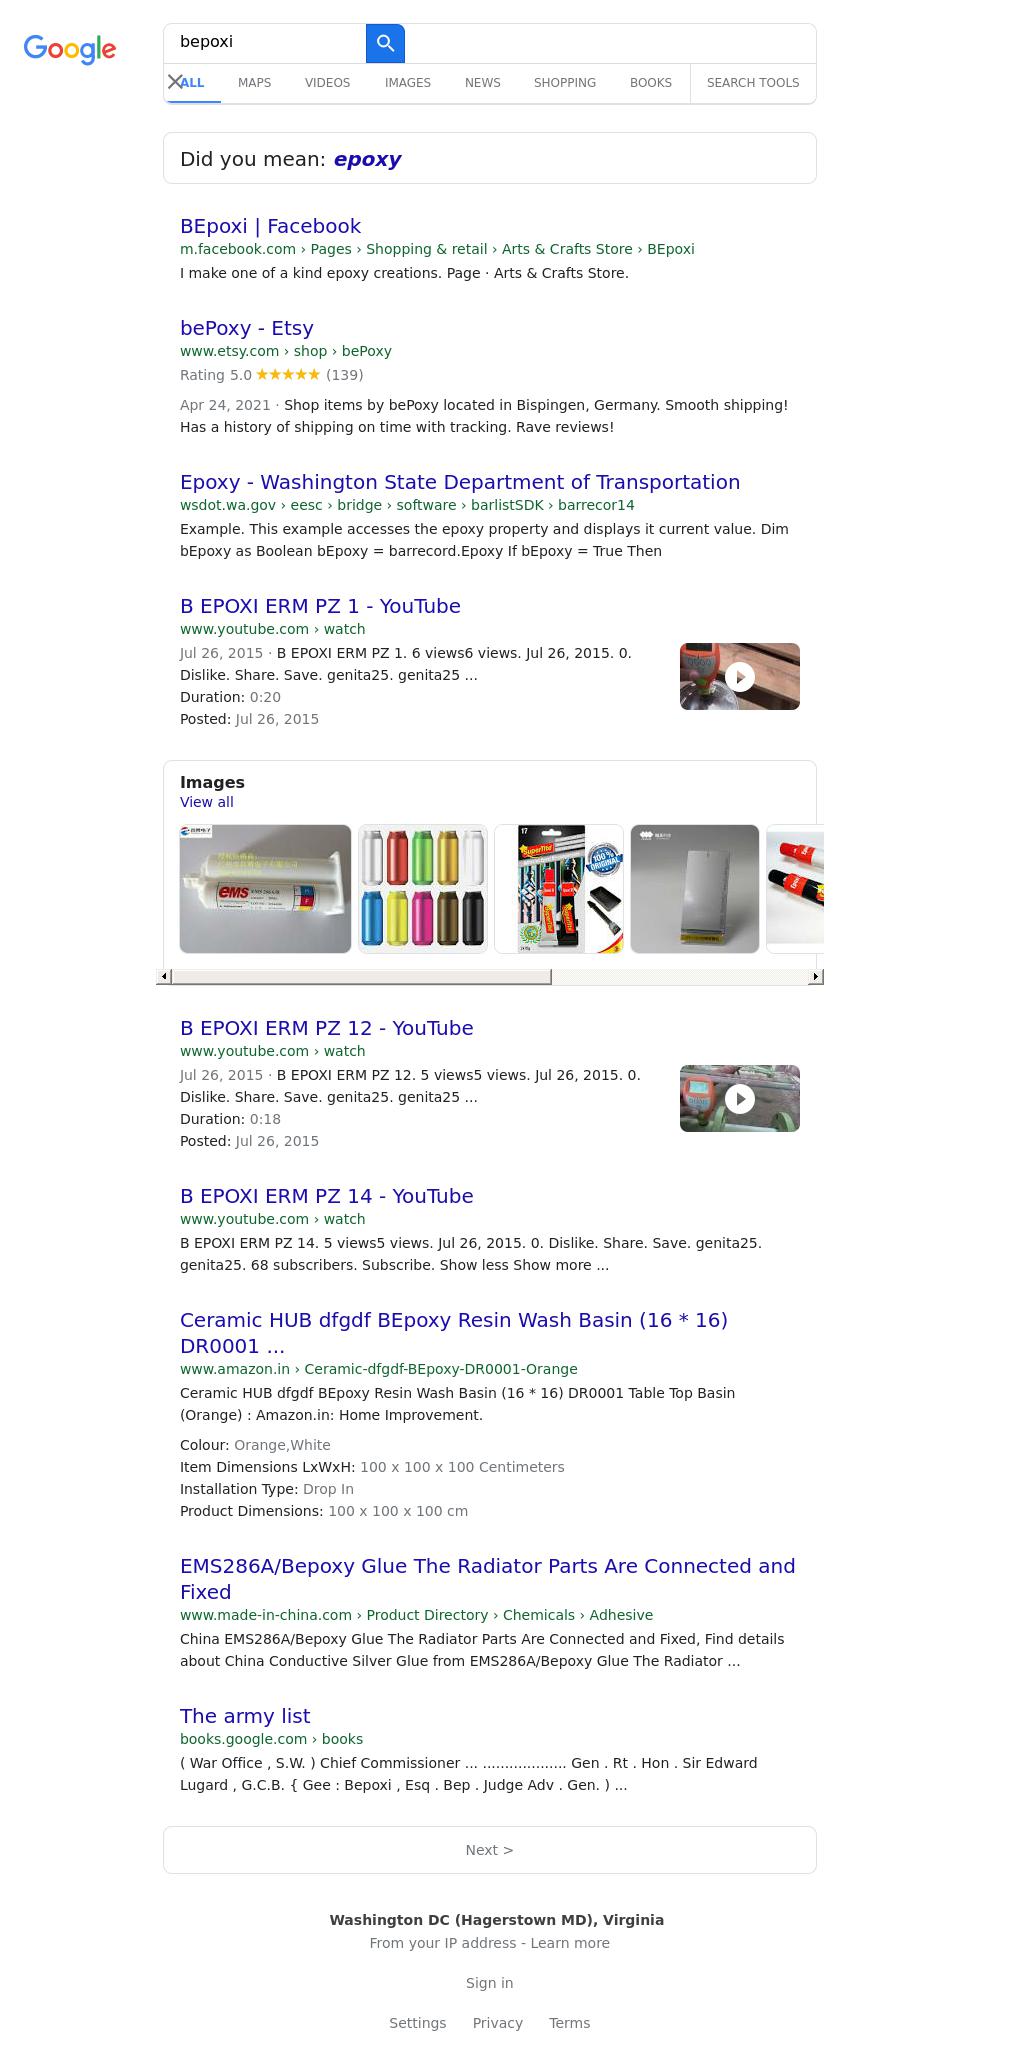 Google
bepoxi
ALL MAPS VIDEOS IMAGES NEWS SHOPPING BOOKS SEARCH TOOLS
Did you mean: epoxy
BEpoxi | Facebook
m.facebook.com › Pages › Shopping & retail › Arts & Crafts Store › BEpoxi
I make one of a kind epoxy creations. Page · Arts & Crafts Store.
bePoxy - Etsy
www.etsy.com › shop › bePoxy
Rating 5.0 ★★★★★ (139)
Apr 24, 2021 · Shop items by bePoxy located in Bispingen, Germany. Smooth shipping!
Has a history of shipping on time with tracking. Rave reviews!
Epoxy - Washington State Department of Transportation
wsdot.wa.gov › eesc › bridge › software › barlistSDK › barrecor14
Example. This example accesses the epoxy property and displays it current value. Dim
bEpoxy as Boolean bEpoxy = barrecord.Epoxy If bEpoxy = True Then
B EPOXI ERM PZ 1 - YouTube
www.youtube.com › watch
Jul 26, 2015 · B EPOXI ERM PZ 1. 6 views6 views. Jul 26, 2015. 0.
Dislike. Share. Save. genita25. genita25 ...
Duration: 0:20
Posted: Jul 26, 2015
Images
View all
ems
17
SuperTite
100% ORIGINAL
B EPOXI ERM PZ 12 - YouTube
www.youtube.com › watch
Jul 26, 2015 · B EPOXI ERM PZ 12. 5 views5 views. Jul 26, 2015. 0.
Dislike. Share. Save. genita25. genita25 ...
Duration: 0:18
Posted: Jul 26, 2015
B EPOXI ERM PZ 14 - YouTube
www.youtube.com › watch
B EPOXI ERM PZ 14. 5 views5 views. Jul 26, 2015. 0. Dislike. Share. Save. genita25.
genita25. 68 subscribers. Subscribe. Show less Show more ...
Ceramic HUB dfgdf BEpoxy Resin Wash Basin (16 * 16)
DR0001 ...
www.amazon.in › Ceramic-dfgdf-BEpoxy-DR0001-Orange
Ceramic HUB dfgdf BEpoxy Resin Wash Basin (16 * 16) DR0001 Table Top Basin
(Orange) : Amazon.in: Home Improvement.
Colour: Orange,White
Item Dimensions LxWxH: 100 x 100 x 100 Centimeters
Installation Type: Drop In
Product Dimensions: 100 x 100 x 100 cm
EMS286A/Bepoxy Glue The Radiator Parts Are Connected and
Fixed
www.made-in-china.com › Product Directory › Chemicals › Adhesive
China EMS286A/Bepoxy Glue The Radiator Parts Are Connected and Fixed, Find details
about China Conductive Silver Glue from EMS286A/Bepoxy Glue The Radiator ...
The army list
books.google.com › books
( War Office , S.W. ) Chief Commissioner ... ................... Gen . Rt . Hon . Sir Edward
Lugard , G.C.B. { Gee : Bepoxi , Esq . Bep . Judge Adv . Gen. ) ...
Next >
Washington DC (Hagerstown MD), Virginia
From your IP address - Learn more
Sign in
Settings Privacy Terms